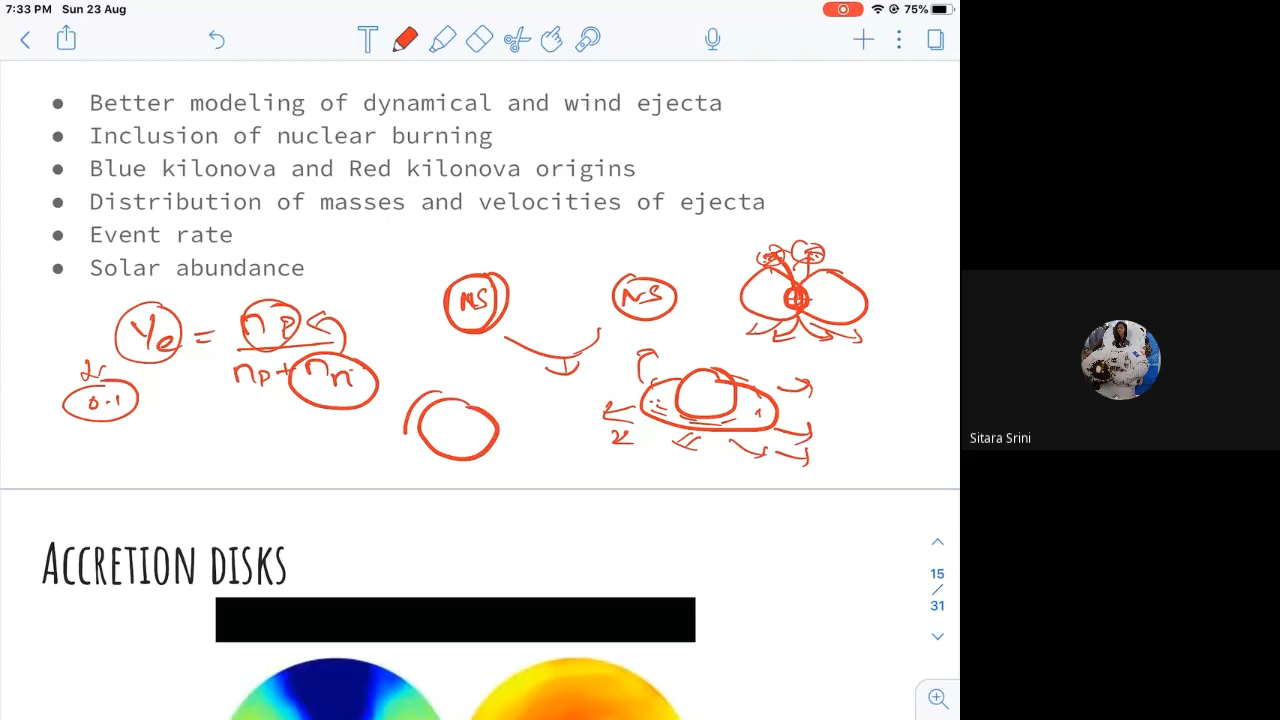 7:33 PM Sun 23 Aug
75%
T
● Better modeling of dynamical and wind ejecta
● Inclusion of nuclear burning
● Blue kilonova and Red kilonova origins
● Distribution of masses and velocities of ejecta
● Event rate
● Solar abundance
NS NS
Ye = np <
np + nn
0.1
ACCRETION DISKS
15
/
31
Sitara Srini